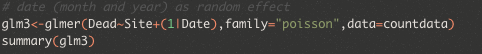 # date (month and year) as random effect
glm3<-glmer(Dead~Site+(1|Date),family="poisson",data=countdata)
summary(glm3)